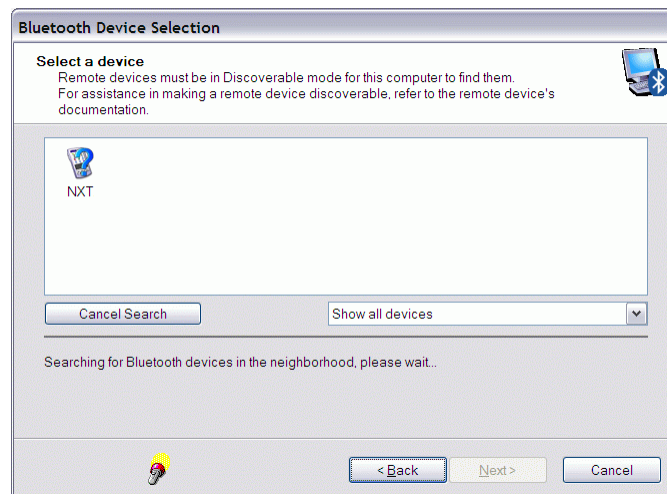 Bluetooth Device Selection
Select a device
Remote devices must be in Discoverable mode for this computer to find them.
For assistance in making a remote device discoverable, refer to the remote device's
documentation.
NXT
Cancel Search
Show all devices
Searching for Bluetooth devices in the neighborhood, please wait...
< Back
Next >
Cancel